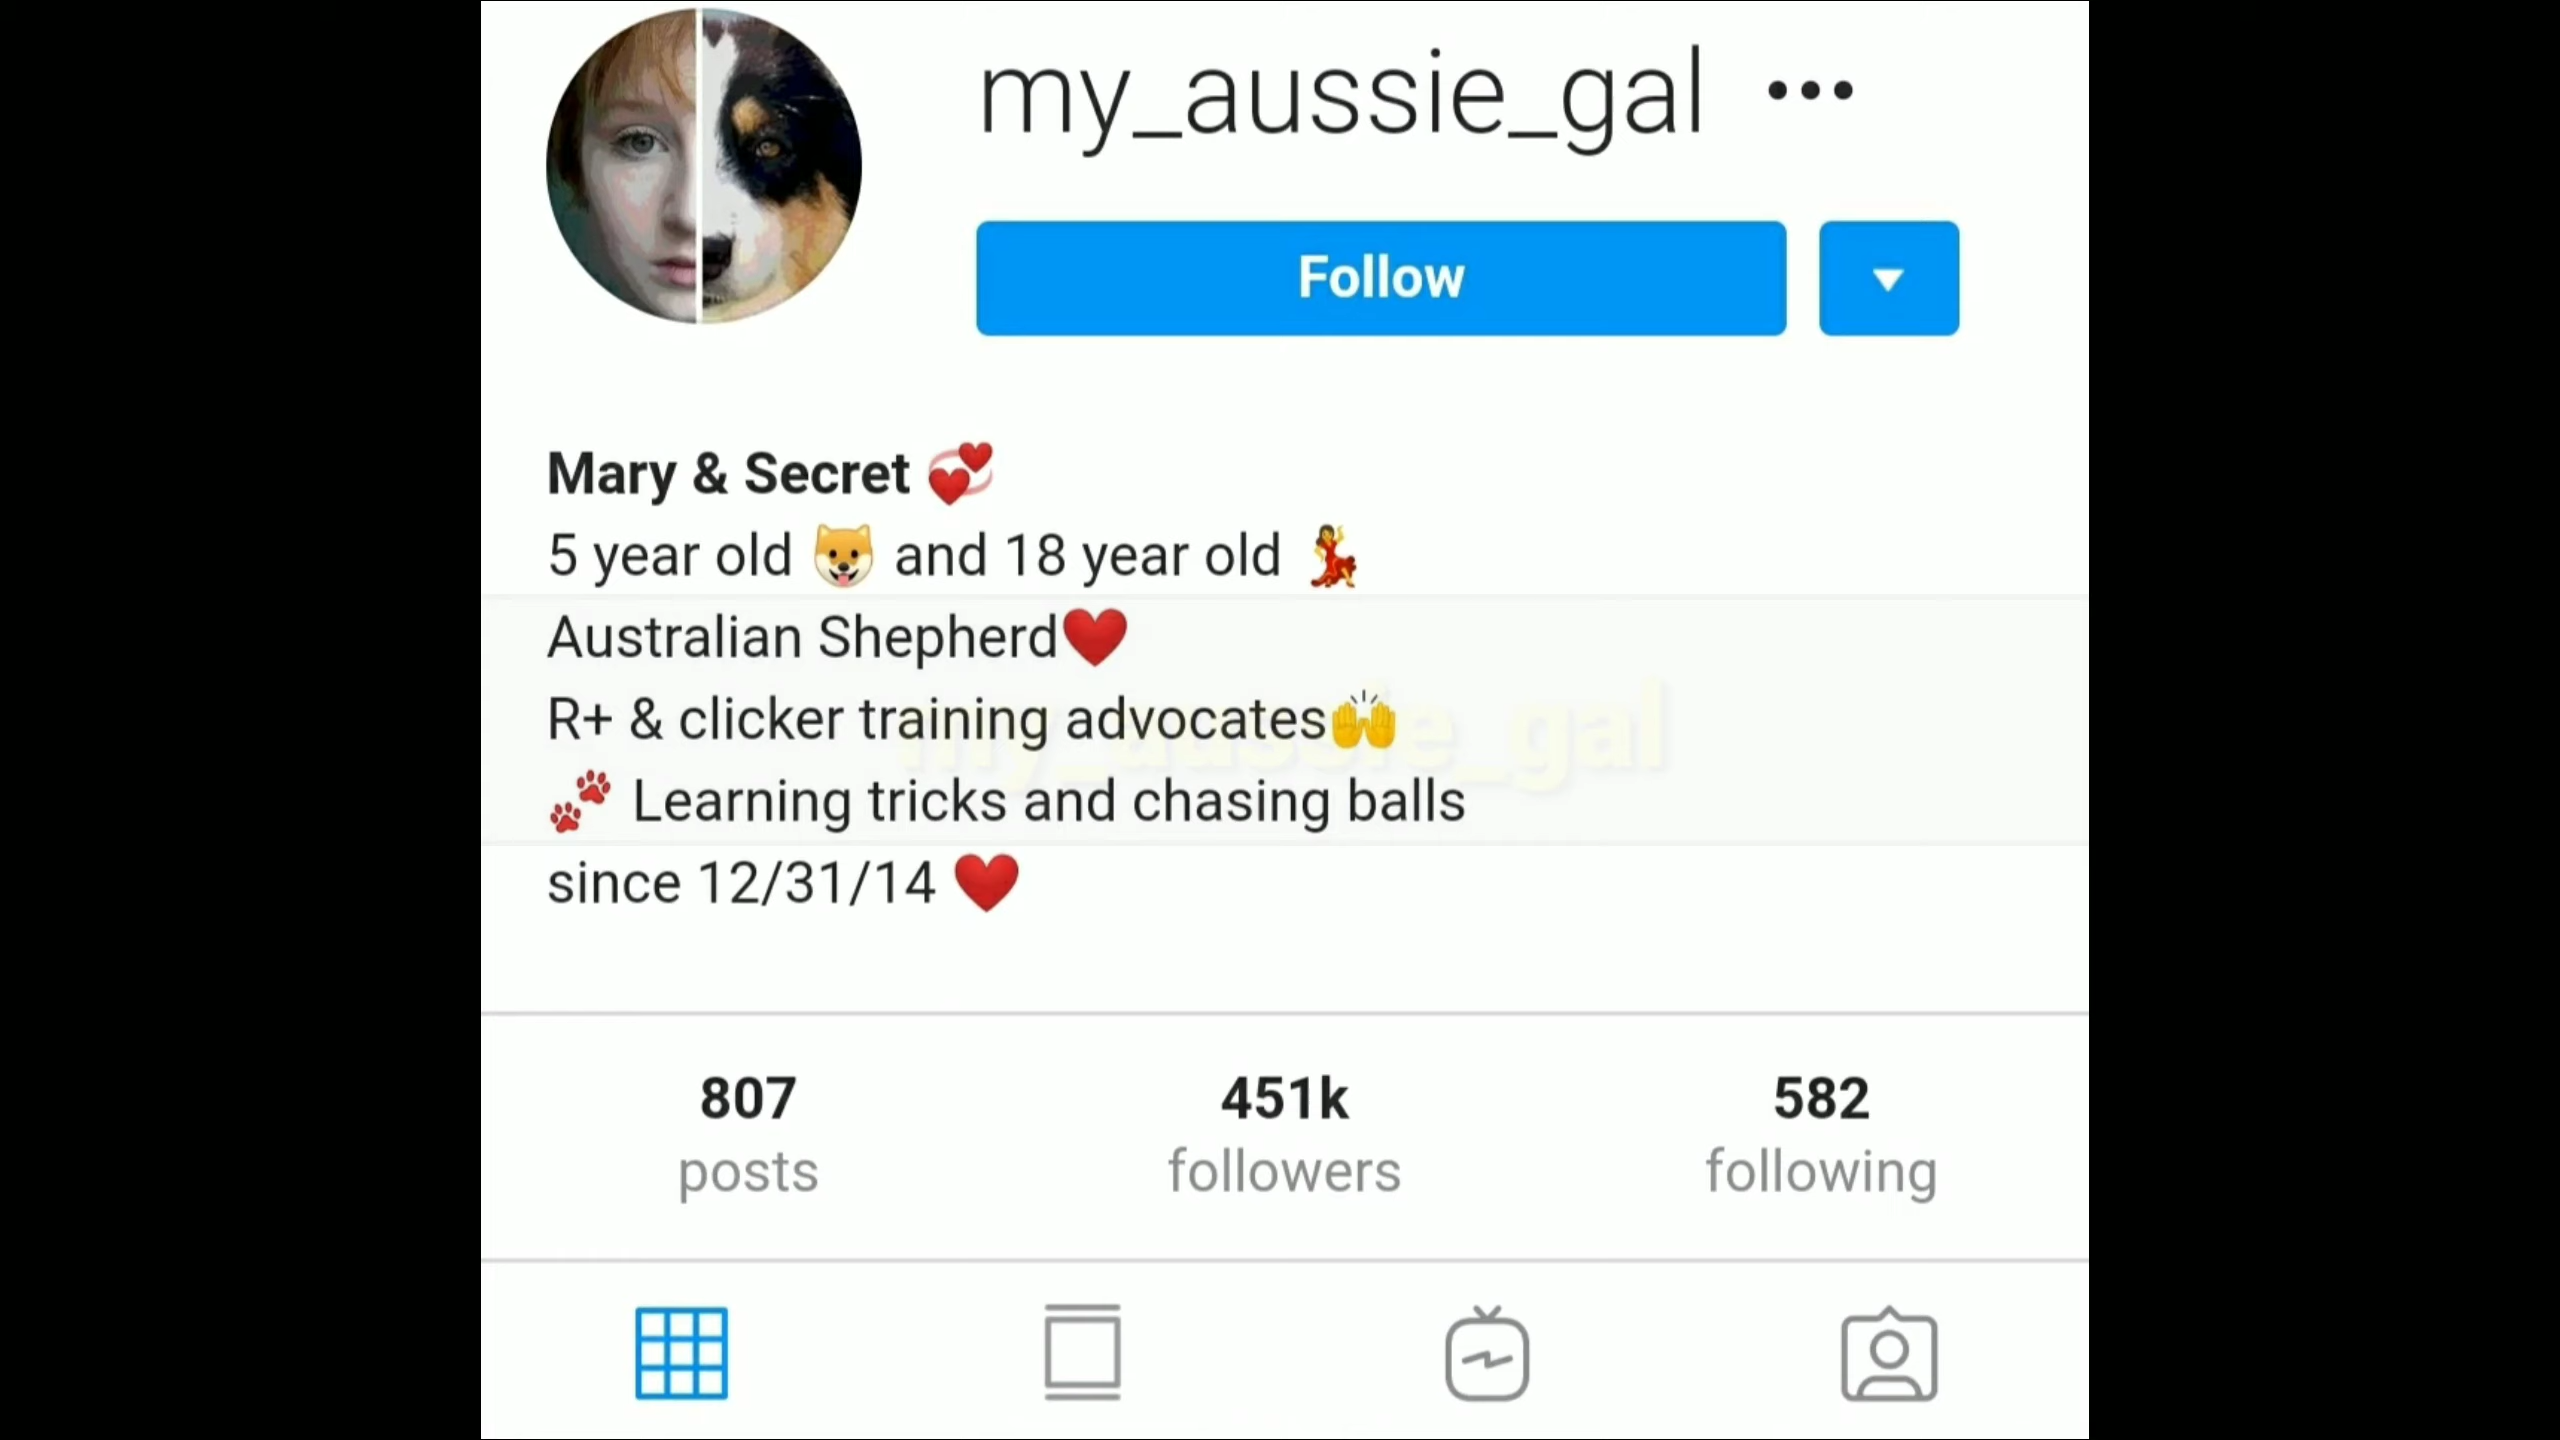 my_aussie_gal
Follow
Mary & Secret 💞
5 year old 🐶 and 18 year old 💃
Australian Shepherd❤️
R+ & clicker training advocates🙌
my_aussie_gal
🐾 Learning tricks and chasing balls
since 12/31/14 ❤️
807 451k 582
posts followers following